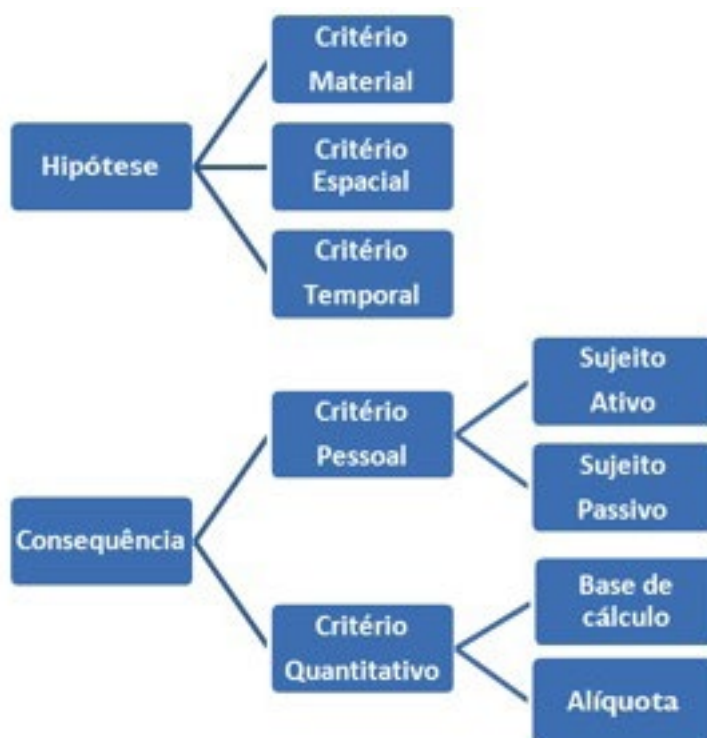 Hipótese
Critério
Material
Critério
Espacial
Critério
Temporal
Consequência
Critério
Pessoal
Sujeito
Ativo
Sujeito
Passivo
Critério
Quantitativo
Base de
cálculo
Alíquota